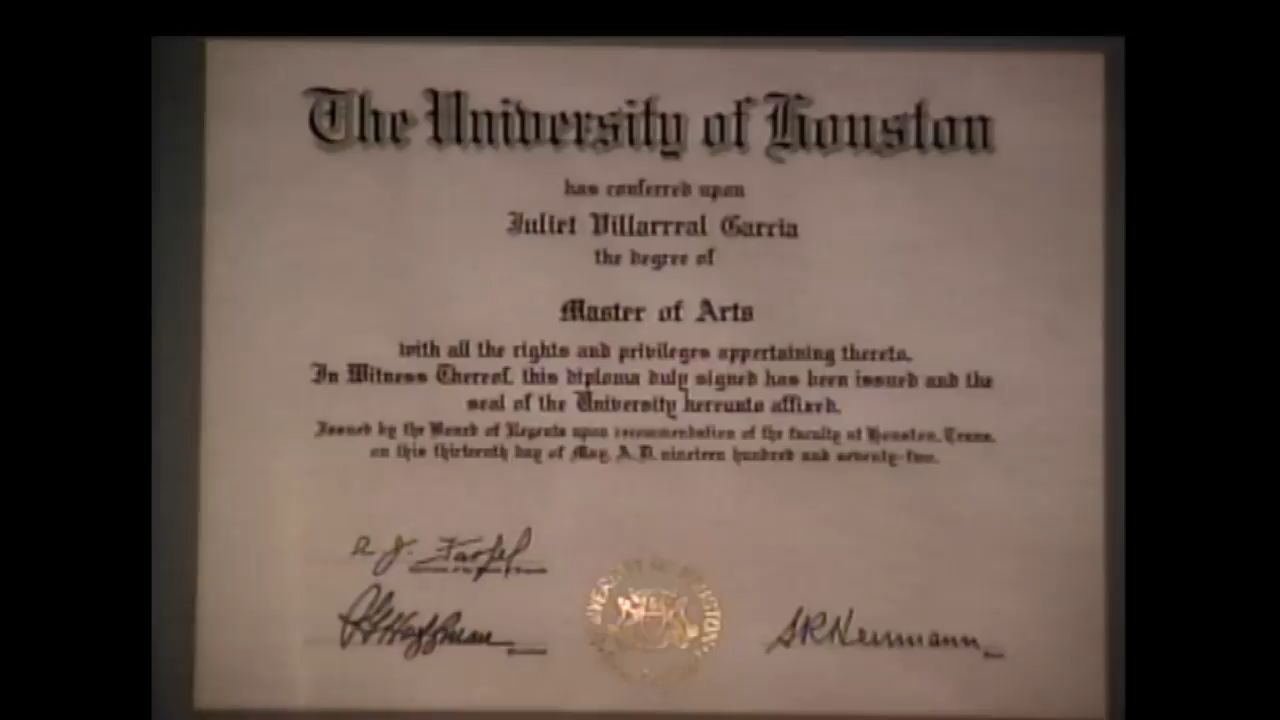 The University of Houston
has conferred upon
Juliet Villarreal Garcia
the degree of
Master of Arts
with all the rights and privileges appertaining thereto.
In Witness Thereof, this diploma duly signed has been issued and the
seal of the University hereunto affixed.
Issued by the Board of Regents upon recommendation of the faculty at Houston, Texas,
on this thirteenth day of May, A. D. nineteen hundred and seventy-two.
P G Hoffman
S R Neumann